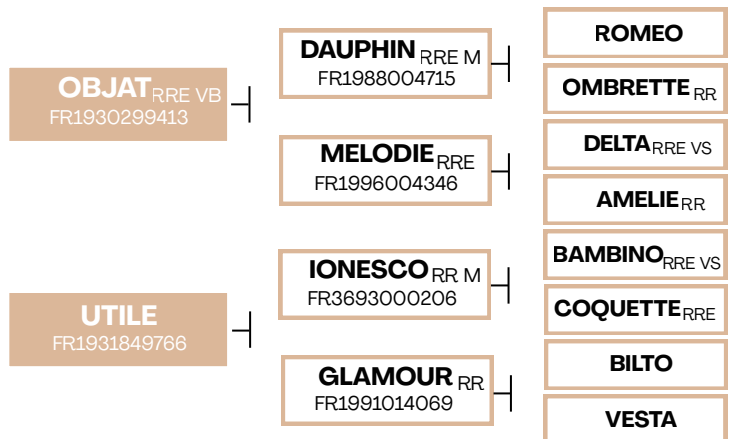 OBJAT RRE VB
FR1930299413
UTILE
FR1931849766
DAUPHIN RRE M
FR1988004715
MELODIE RRE
FR1996004346
IONESCO RR M
FR3693000206
GLAMOUR RR
FR1991014069
ROMEO
OMBRETTE RR
DELTA RRE VS
AMELIE RR
BAMBINO RRE VS
COQUETTE RRE
BILTO
VESTA